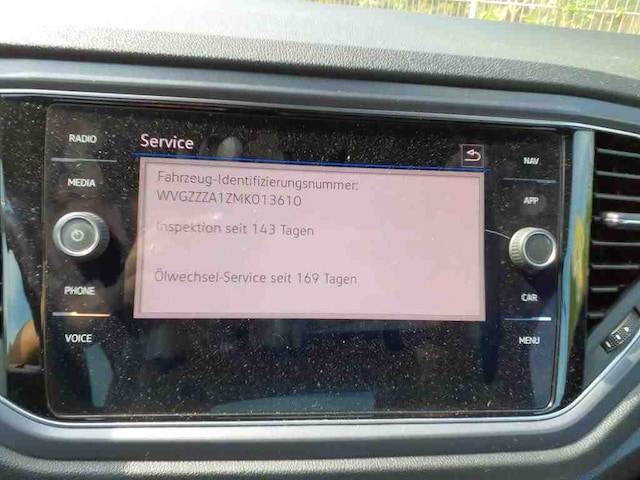 RADIO
MEDIA
PHONE
VOICE
Service
Fahrzeug-Identifizierungsnummer:
WVGZZZA1ZMK013610
Inspektion seit 143 Tagen
Ölwechsel-Service seit 169 Tagen
NAV
APP
CAR
MENU